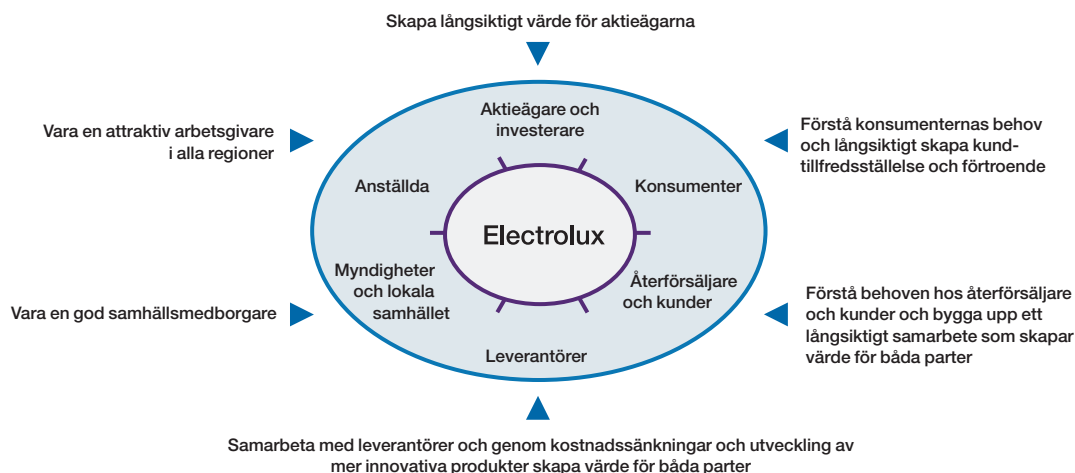 Skapa långsiktigt värde för aktieägarna
Aktieägare och
investerare
Vara en attraktiv arbetsgivare
i alla regioner
Förstå konsumenternas behov
och långsiktigt skapa kund-
tillfredsställelse och förtroende
Anställda
Konsumenter
Electrolux
Myndigheter
och lokala
samhället
Återförsäljare
och kunder
Vara en god samhällsmedborgare
Förstå behoven hos återförsäljare
och kunder och bygga upp ett
långsiktigt samarbete som skapar
värde för båda parter
Leverantörer
Samarbeta med leverantörer och genom kostnadssänkningar och utveckling av
mer innovativa produkter skapa värde för båda parter